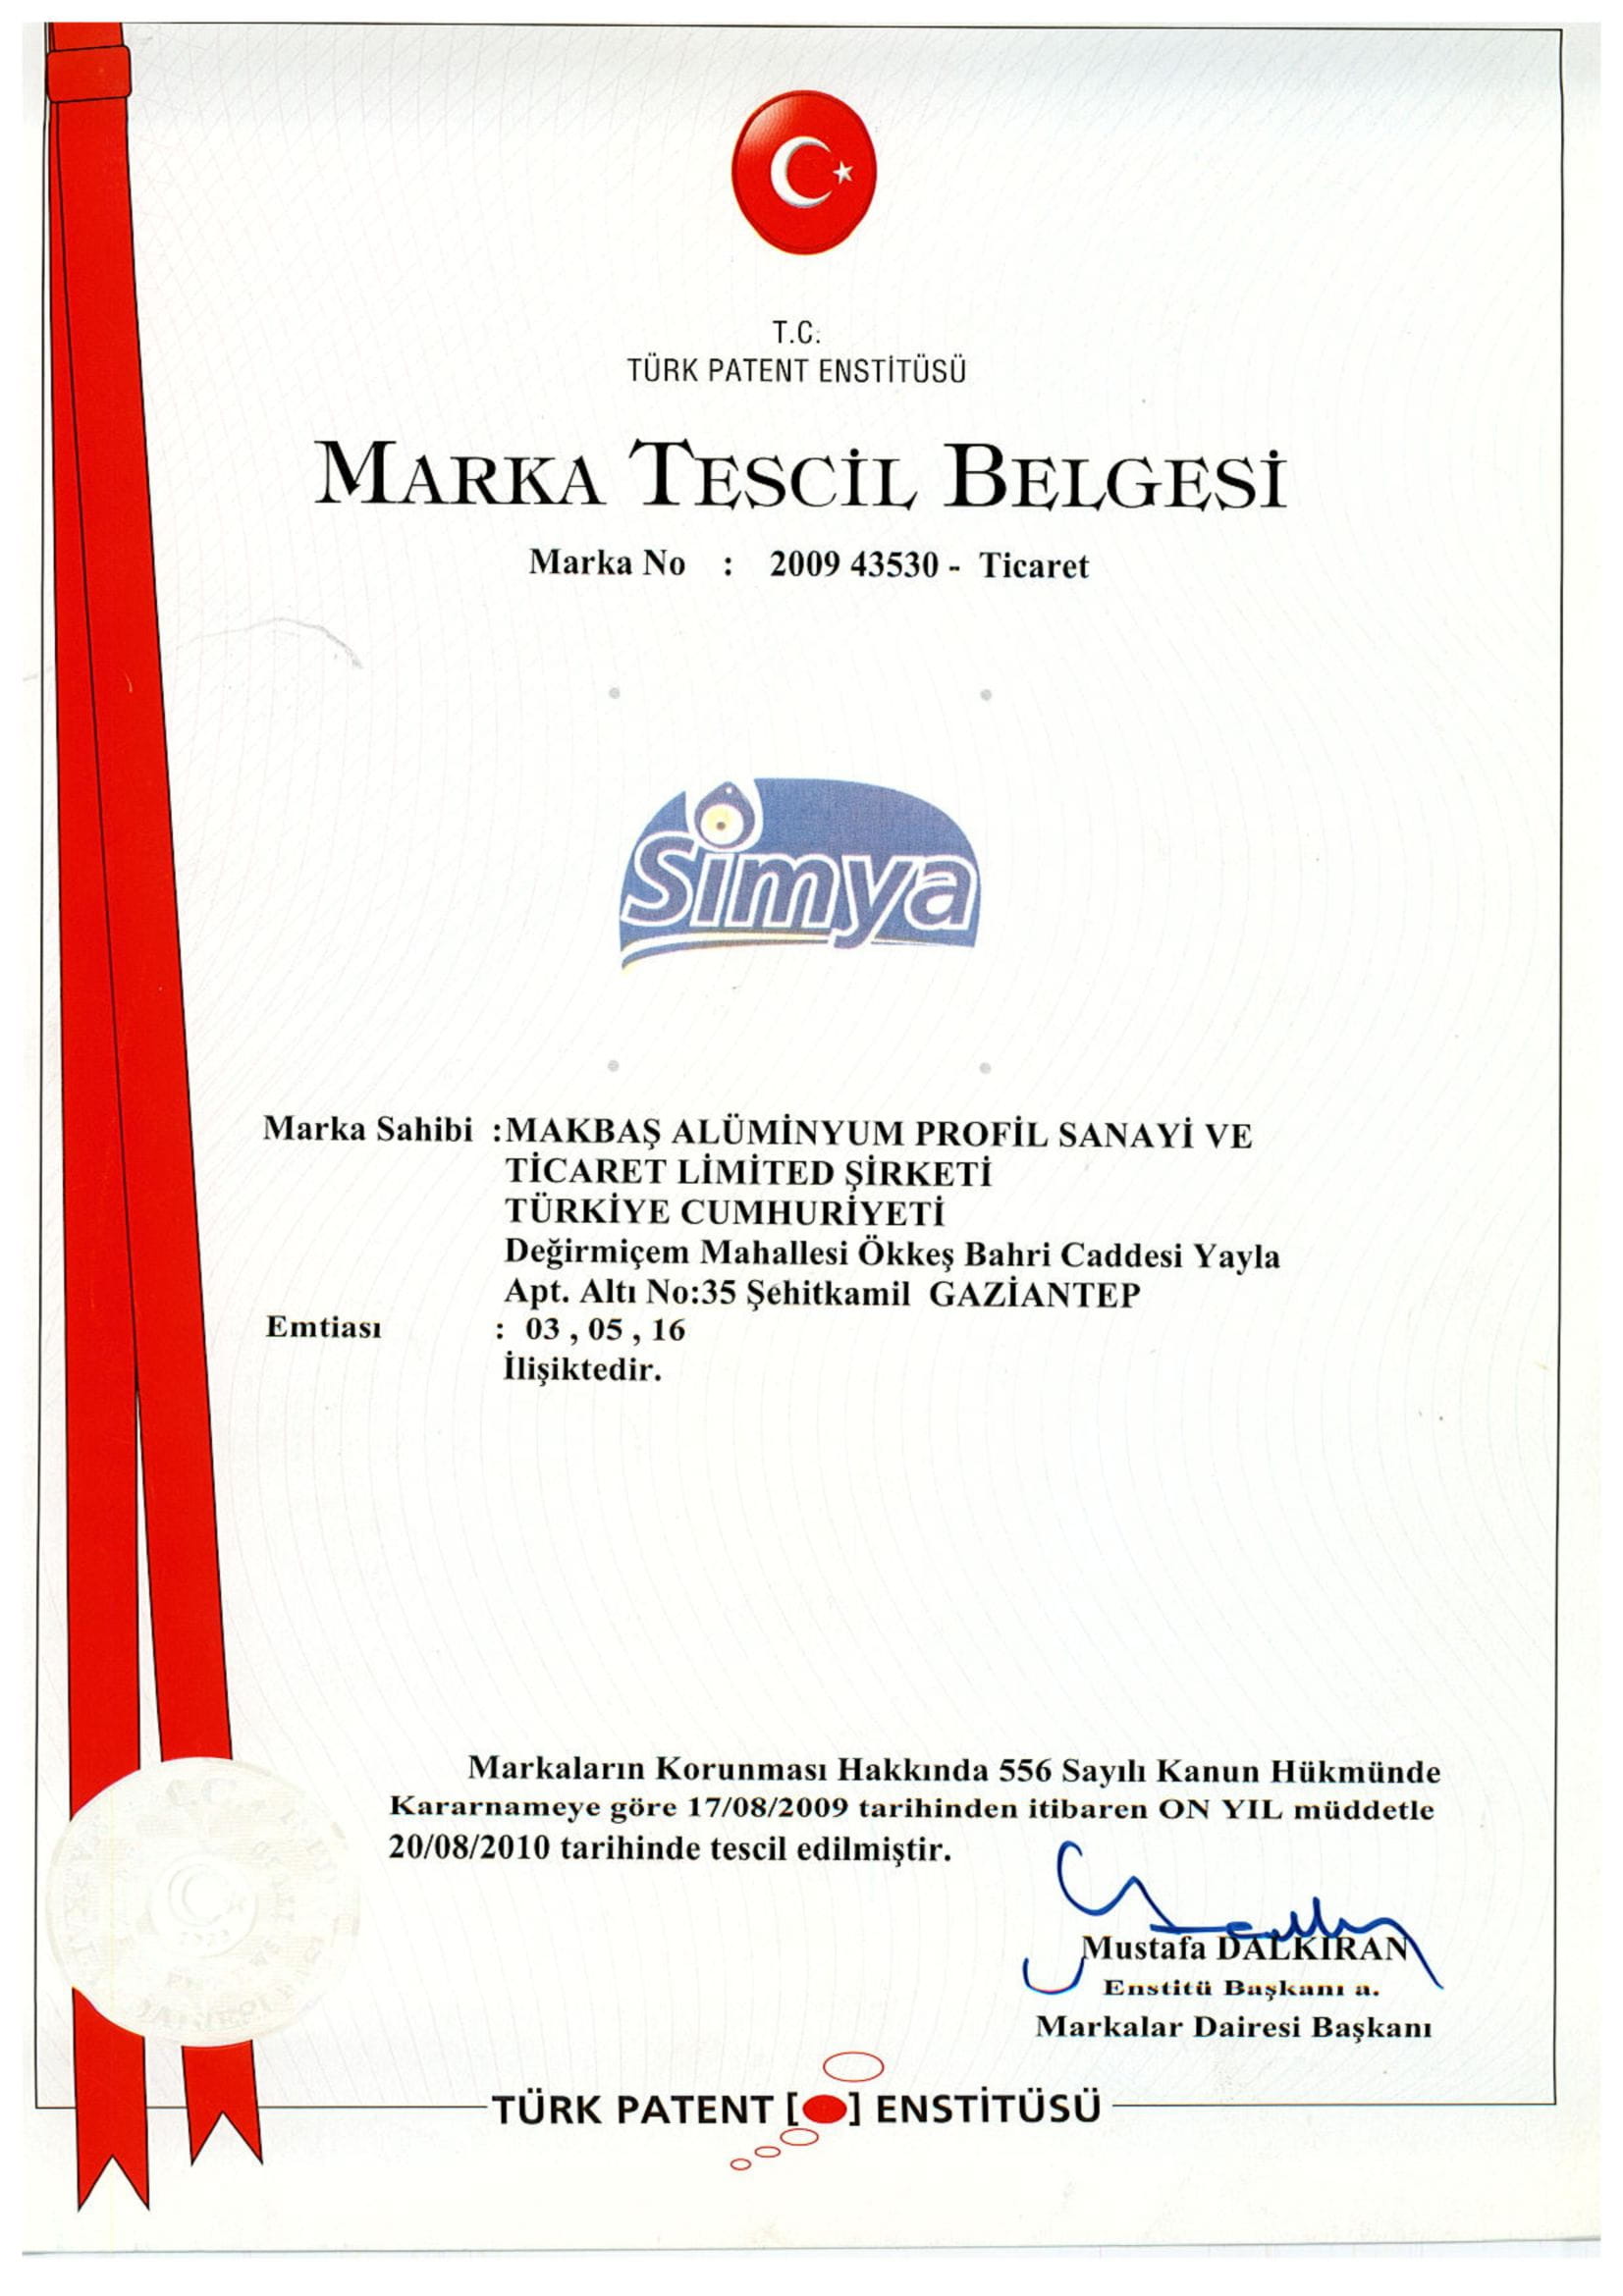 T.C.
TÜRK PATENT ENSTİTÜSÜ
MARKA TESCİL BELGESİ
Marka No : 2009 43530 - Ticaret
Simya
Marka Sahibi :MAKBAŞ ALÜMİNYUM PROFİL SANAYİ VE
TİCARET LİMİTED ŞİRKETİ
TÜRKİYE CUMHURİYETİ
Değirmiçem Mahallesi Ökkeş Bahri Caddesi Yayla
Apt. Altı No:35 Şehitkamil GAZİANTEP
Emtiası : 03 , 05 , 16
İlişiktedir.
Markaların Korunması Hakkında 556 Sayılı Kanun Hükmünde
Kararnameye göre 17/08/2009 tarihinden itibaren ON YIL müddetle
20/08/2010 tarihinde tescil edilmiştir.
Mustafa DALKIRAN
Enstitü Başkanı a.
Markalar Dairesi Başkanı
TÜRK PATENT [ ] ENSTİTÜSÜ